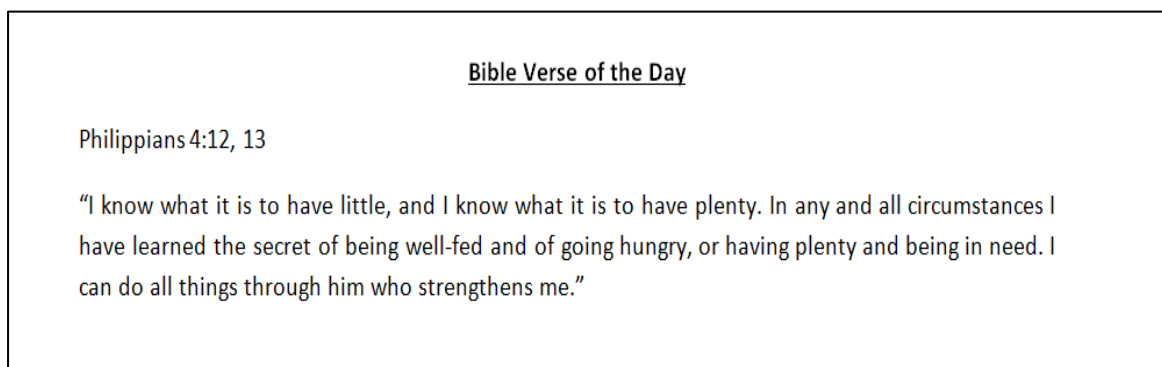 Bible Verse of the Day
Philippians 4:12, 13
“I know what it is to have little, and I know what it is to have plenty. In any and all circumstances I
have learned the secret of being well-fed and of going hungry, or having plenty and being in need. I
can do all things through him who strengthens me.”